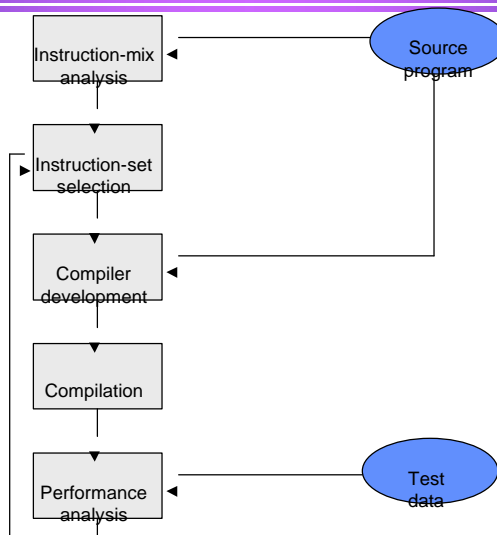 Instruction-mix
analysis
Source
program
Instruction-set
selection
Compiler
development
Compilation
Performance
analysis
Test
data